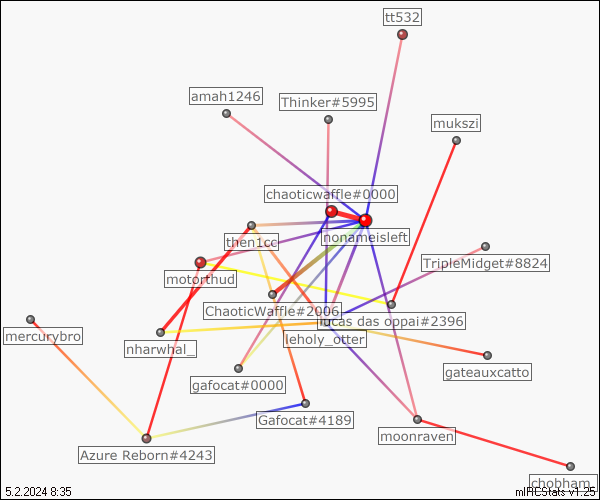 tt532
amah1246
Thinker#5995
mukszi
chaoticwaffle#0000
then1cc
nonameisleft
TripleMidget#8824
motorthud
ChaoticWaffle#2006
lucas das oppai#2396
mercurybro
nharwhal_
leholy_otter
gateauxcatto
gafocat#0000
Gafocat#4189
moonraven
Azure Reborn#4243
chobham_
5.2.2024 8:35
mIRCStats v1.25